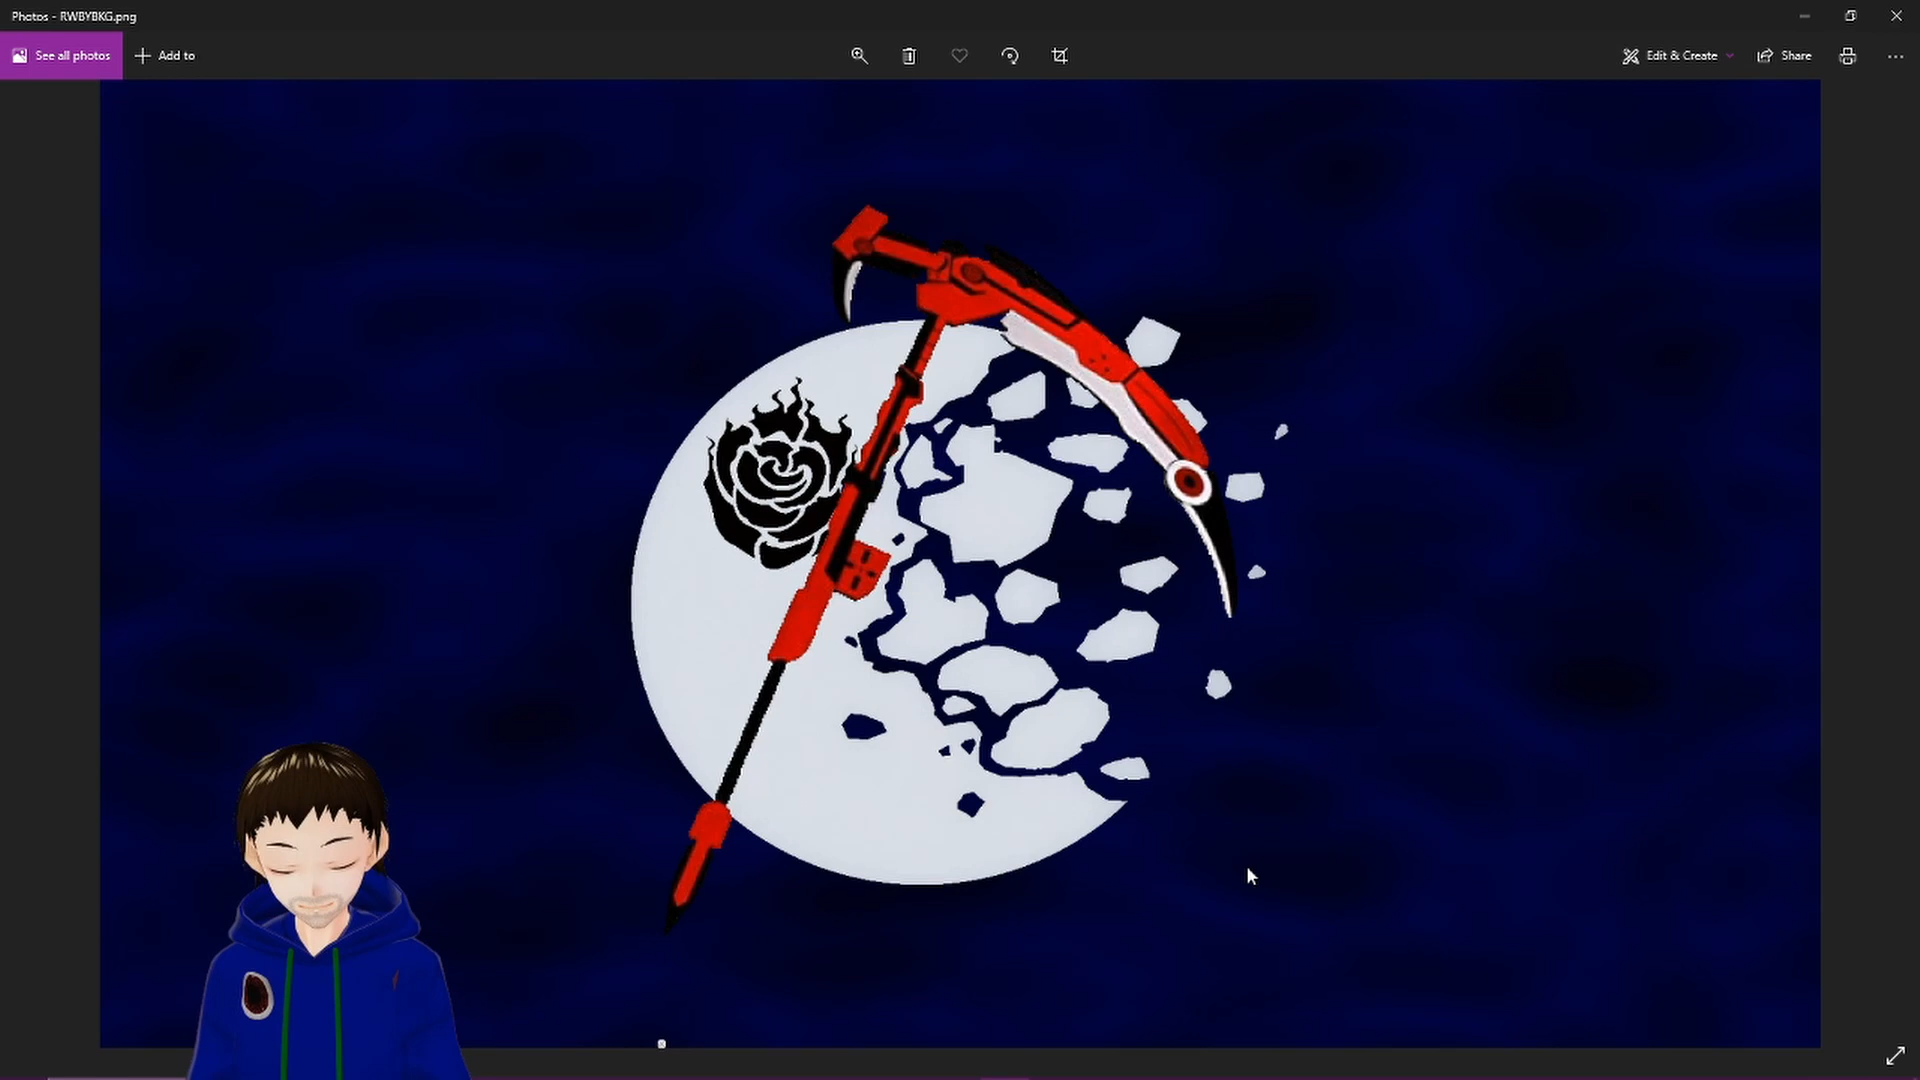 Photos - RWBYBKG.png
See all photos
Add to
Edit & Create
Share